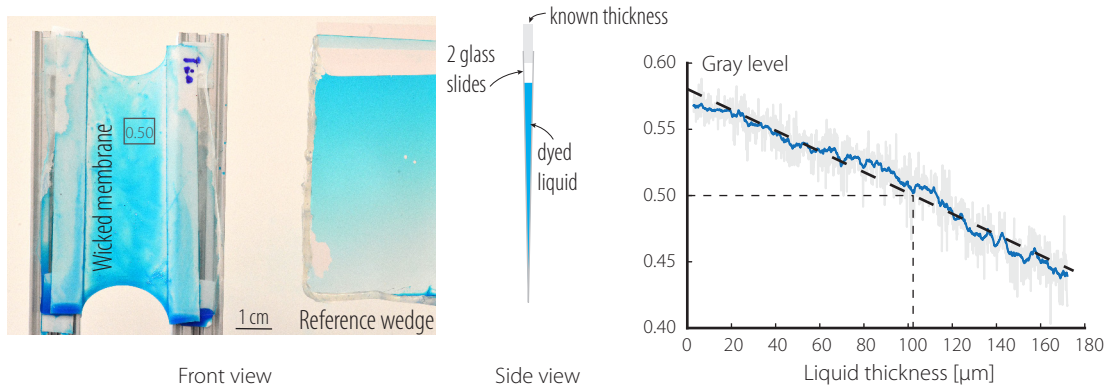 Wicked membrane
0.50
1 cm
Reference wedge
Front view
known thickness
2 glass
slides
dyed
liquid
Side view
Gray level
0.60
0.55
0.50
0.45
0.40
0 20 40 60 80 100 120 140 160 180
Liquid thickness [µm]